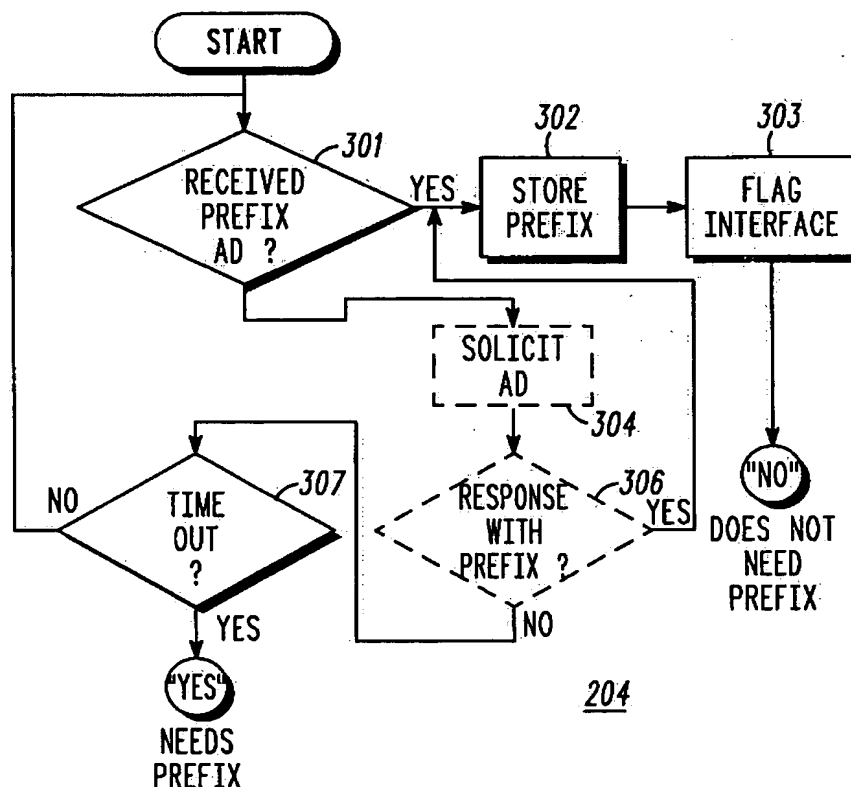 START
301
RECEIVED
PREFIX
AD ?
YES
302
STORE
PREFIX
303
FLAG
INTERFACE
SOLICIT
AD
304
NO
307
TIME
OUT
?
YES
306
RESPONSE
WITH
PREFIX ?
YES
NO
"NO"
DOES NOT
NEED
PREFIX
"YES"
NEEDS
PREFIX
204